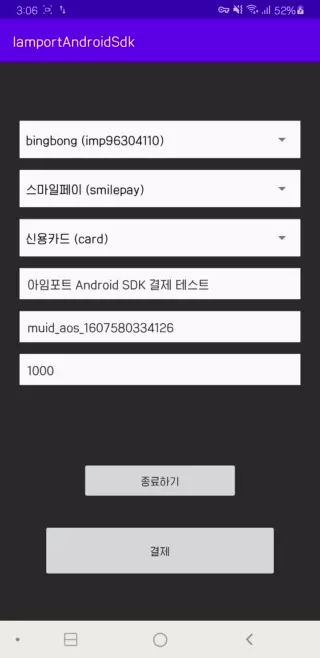 3:06 52%
IamportAndroidSdk
bingbong (imp96304110)
스마일페이 (smilepay)
신용카드 (card)
아임포트 Android SDK 결제 테스트
muid_aos_1607580334126
1000
종료하기
결제